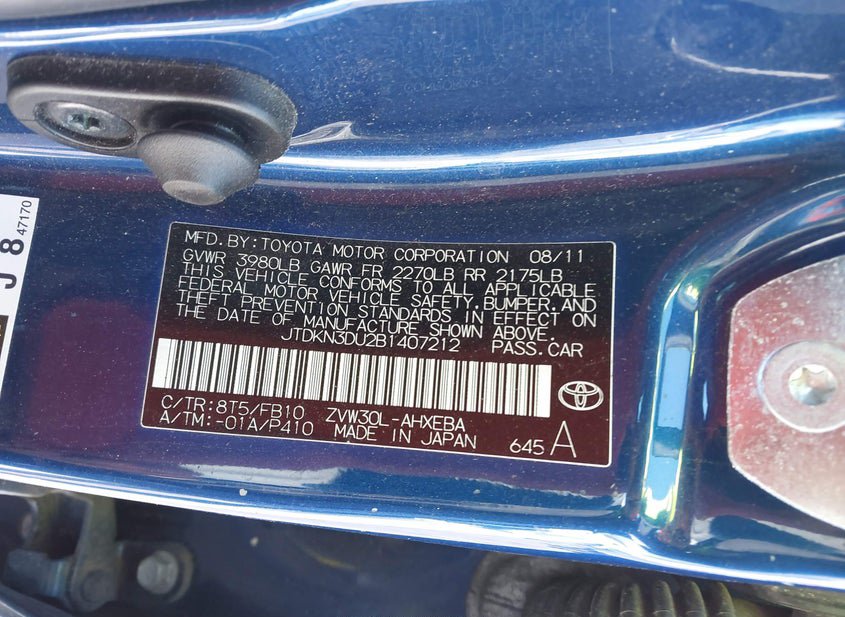 MFD. BY: TOYOTA MOTOR CORPORATION 08/11
GVWR 3980LB GAWR FR 2270LB RR 2175LB
THIS VEHICLE CONFORMS TO ALL APPLICABLE
FEDERAL MOTOR VEHICLE SAFETY, BUMPER, AND
THEFT PREVENTION STANDARDS IN EFFECT ON
THE DATE OF MANUFACTURE SHOWN ABOVE.
JTDKN3DU2B1407212 PASS. CAR
C/TR: 8T5/FB10 ZVW30L-AHXEBA
A/TM: -01A/P410 MADE IN JAPAN 645 A
J 8 47170